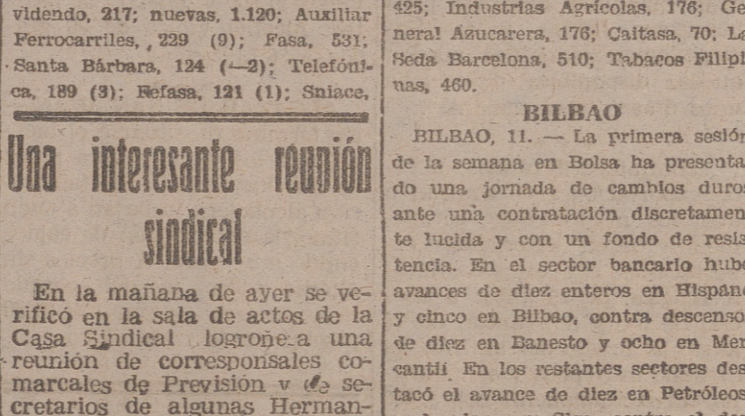 videndo, 217; nuevas, 1.120; Auxiliar
Ferrocarriles, 229 (9); Fasa, 531;
Santa Bárbara, 124 (—2); Telefóni-
ca, 189 (3); Refasa, 121 (1); Sniace,
Una interesante reunión
sindical
En la mañana de ayer se ve-
rificó en la sala de actos de la
Casa Sindical logroñe a una
reunión de corresponsales co-
marcales de Previsión y de se-
cretarios de algunas Herman-
425; Industrias Agrícolas, 176; Ge
neral Azucarera, 176; Caitasa, 70; La
Seda Barcelona, 510; Tabacos Filipi
nas, 460.
BILBAO
BILBAO, 11. — La primera sesión
de la semana en Bolsa ha presenta
do una jornada de cambios duros
ante una contratación discretamen
te lucida y con un fondo de resis
tencia. En el sector bancario hubo
avances de diez enteros en Hispano
y cinco en Bilbao, contra descenso
de diez en Banesto y ocho en Mer
cantil En los restantes sectores des
tacó el avance de diez en Petróleos